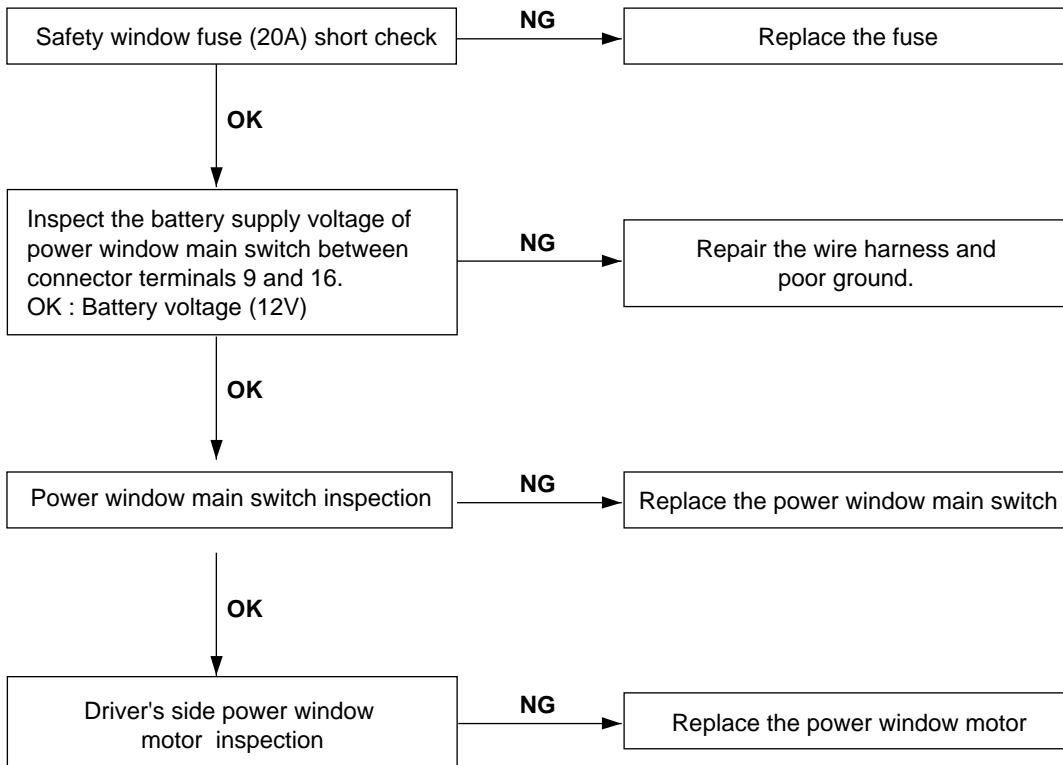 Safety window fuse (20A) short check
NG
Replace the fuse
OK
Inspect the battery supply voltage of
power window main switch between
connector terminals 9 and 16.
OK : Battery voltage (12V)
NG
Repair the wire harness and
poor ground.
OK
Power window main switch inspection
NG
Replace the power window main switch
OK
Driver's side power window
motor inspection
NG
Replace the power window motor